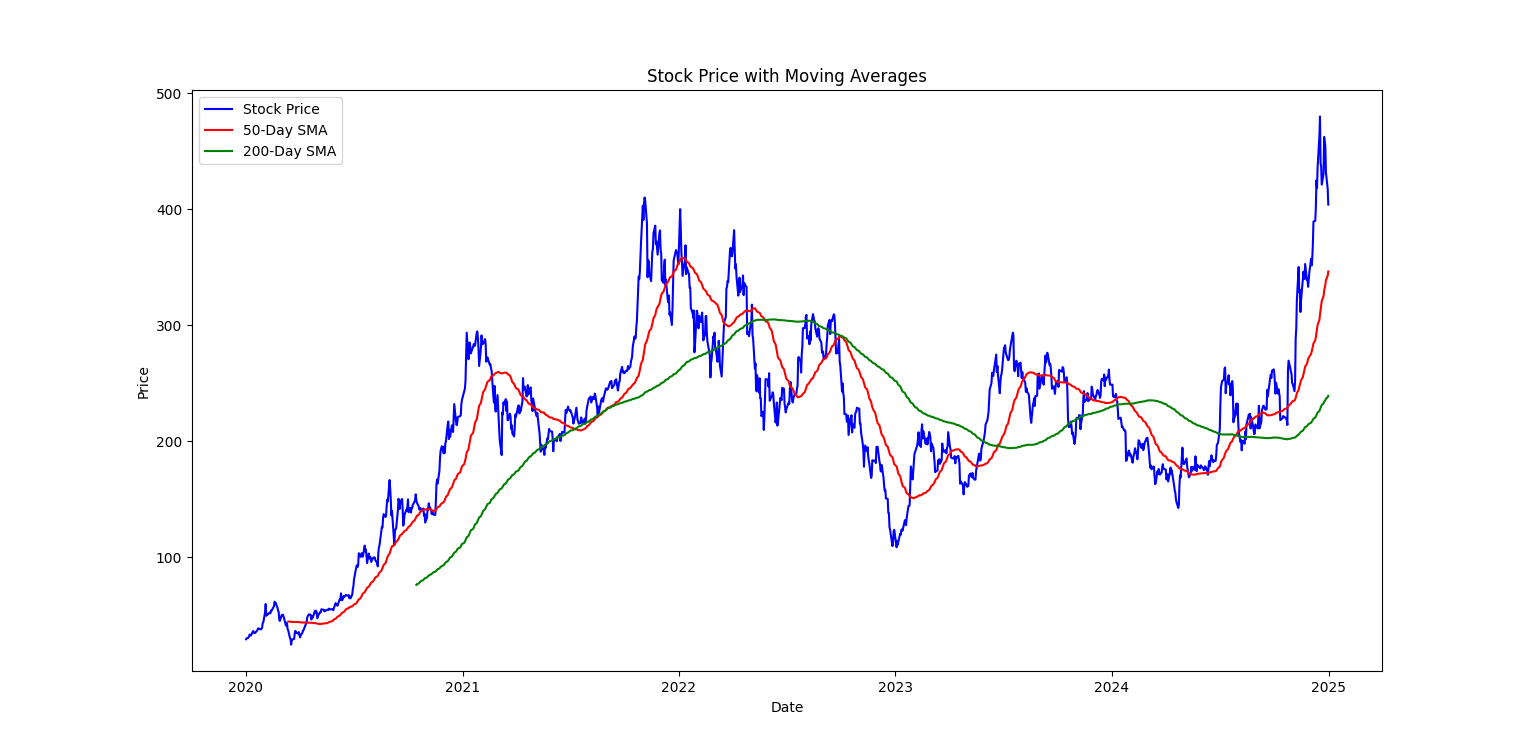 Stock Price with Moving Averages
Stock Price
50-Day SMA
200-Day SMA
Price
500
400
300
200
100
2020
2021
2022
2023
2024
2025
Date